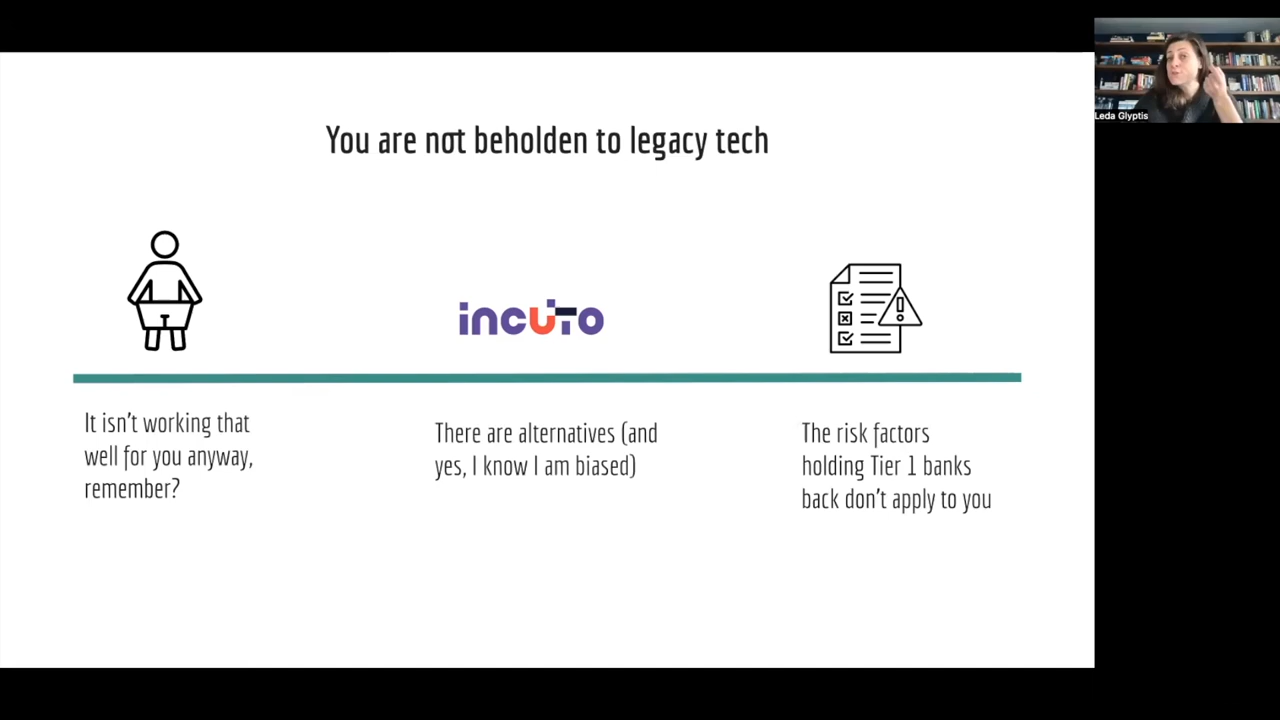 You are not beholden to legacy tech
Leda Glyptis
incuto
It isn't working that
well for you anyway,
remember?
There are alternatives (and
yes, I know I am biased)
The risk factors
holding Tier 1 banks
back don't apply to you